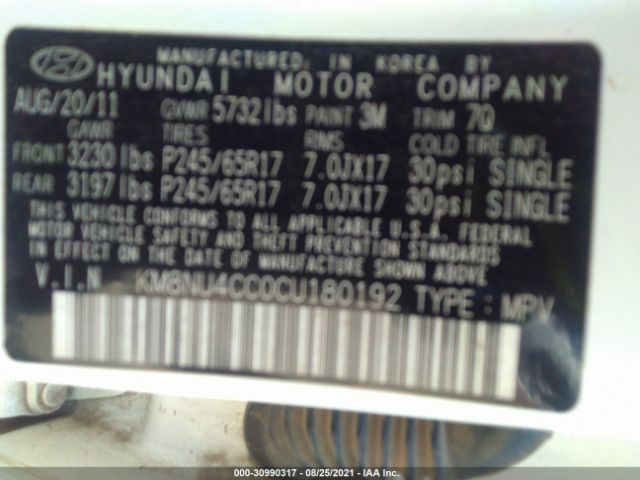 MANUFACTURED. IN KOREA BY
HYUNDAI MOTOR COMPANY
AUG/20/11 GVWR 5732lbs PAINT 3M TRIM 7Q
GAWR TIRES RIMS COLD TIRE INFL
FRONT 3230lbs P245/65R17 7.0JX17 30psi SINGLE
REAR 3197lbs P245/65R17 7.0JX17 30psi SINGLE
THIS VEHICLE CONFORMS TO ALL APPLICABLE U.S.A. FEDERAL
MOTOR VEHICLE SAFETY AND THEFT PREVENTION STANDARDS
IN EFFECT ON THE DATE OF MANUFACTURE SHOWN ABOVE.
V.I.N KM8NU4CC0CU180192 TYPE : MPV
000-30990317 - 08/25/2021 - IAA Inc.